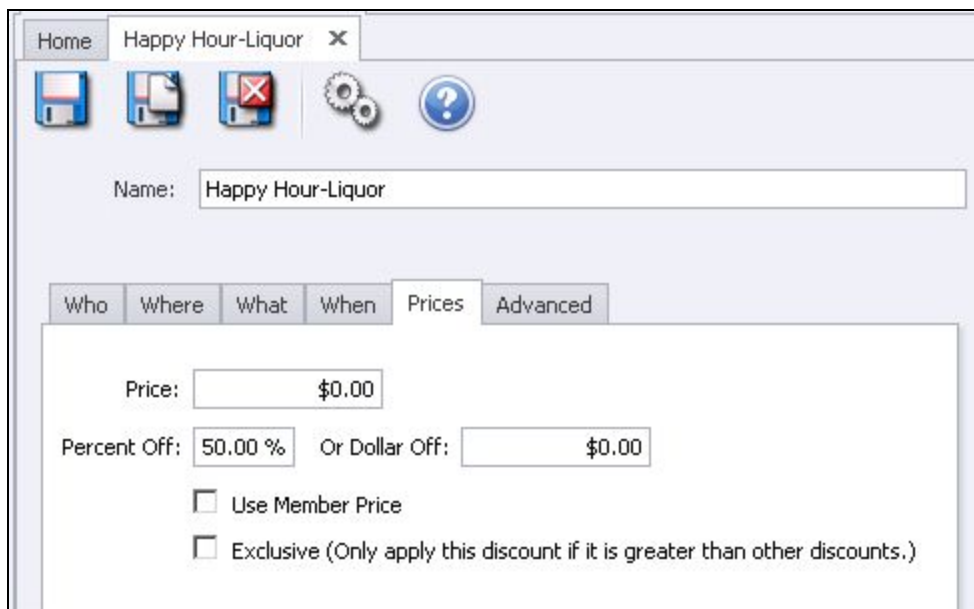 Home Happy Hour-Liquor X
?
Name: Happy Hour-Liquor
Who Where What When Prices Advanced
Price: $0.00
Percent Off: 50.00 % Or Dollar Off: $0.00
Use Member Price
Exclusive (Only apply this discount if it is greater than other discounts.)